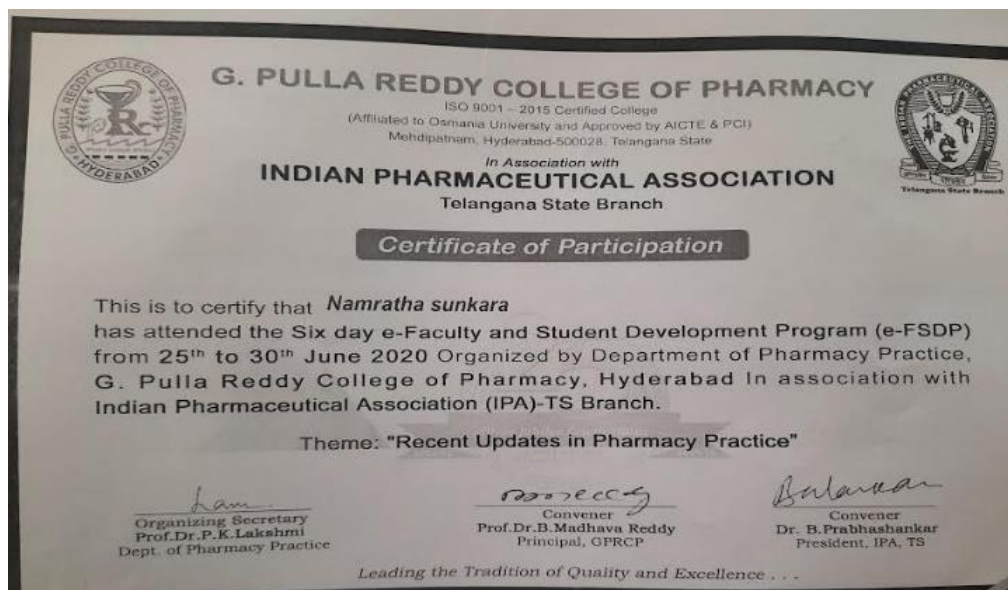 G. PULLA REDDY COLLEGE OF PHARMACY
ISO 9001 - 2015 Certified College
(Affiliated to Osmania University and Approved by AICTE & PCI)
Mehdipatnam, Hyderabad-500028, Telangana State
In Association with
INDIAN PHARMACEUTICAL ASSOCIATION
Telangana State Branch
G. PULLA REDDY COLLEGE OF PHARMACY
HYDERABAD
Telangana State Branch
Certificate of Participation
This is to certify that Namratha sunkara
has attended the Six day e-Faculty and Student Development Program (e-FSDP)
from 25th to 30th June 2020 Organized by Department of Pharmacy Practice,
G. Pulla Reddy College of Pharmacy, Hyderabad In association with
Indian Pharmaceutical Association (IPA)-TS Branch.
Theme: "Recent Updates in Pharmacy Practice"
Organizing Secretary
Prof.Dr.P.K.Lakshmi
Dept. of Pharmacy Practice
Convener
Prof.Dr.B.Madhava Reddy
Principal, GPRCP
Convener
Dr. B.Prabhashankar
President, IPA, TS
Leading the Tradition of Quality and Excellence . . .